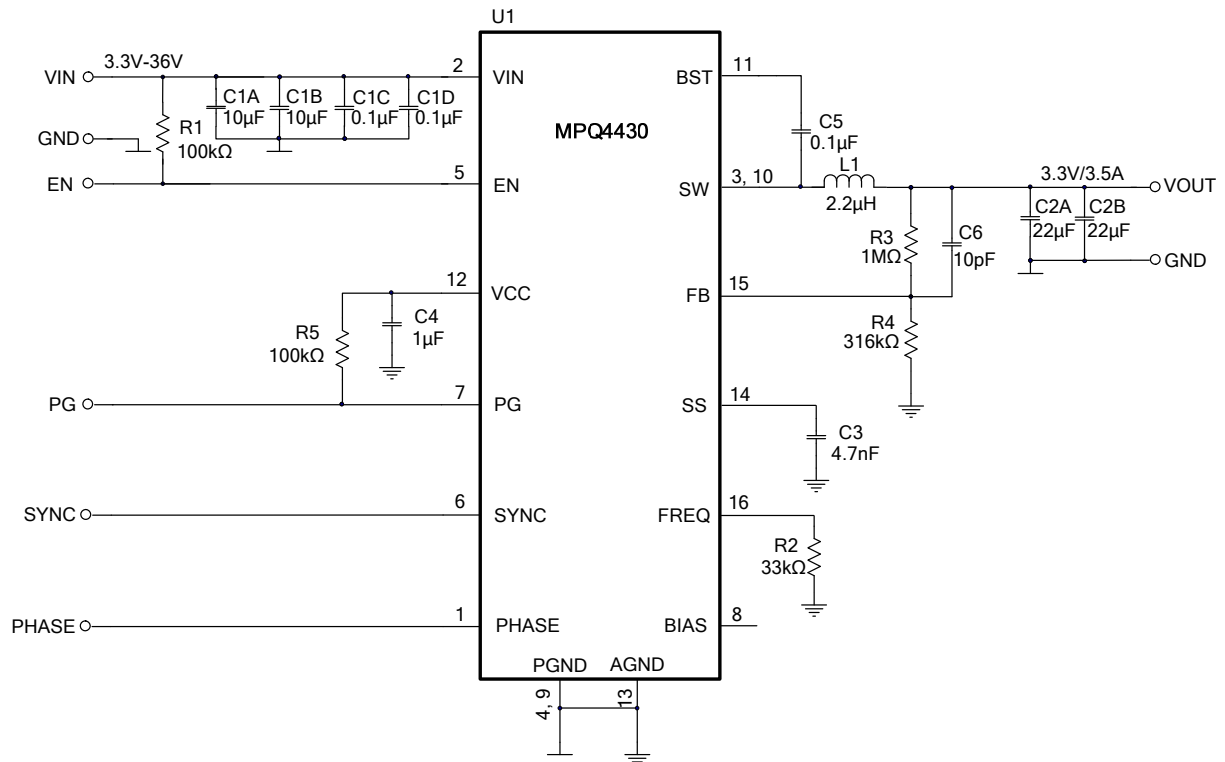 U1
3.3V-36V
VIN
2
VIN
BST
11
C1A
10µF
C1B
10µF
C1C
0.1µF
C1D
0.1µF
GND
R1
100kΩ
MPQ4430
C5
0.1µF
EN
5
EN
SW
3, 10
L1
2.2µH
3.3V/3.5A
VOUT
C2A
22µF
C2B
22µF
R3
1MΩ
C6
10pF
GND
12
VCC
FB
15
C4
1µF
R5
100kΩ
R4
316kΩ
PG
7
PG
SS
14
C3
4.7nF
SYNC
6
SYNC
FREQ
16
R2
33kΩ
PHASE
1
PHASE
BIAS
8
PGND
AGND
4, 9
13